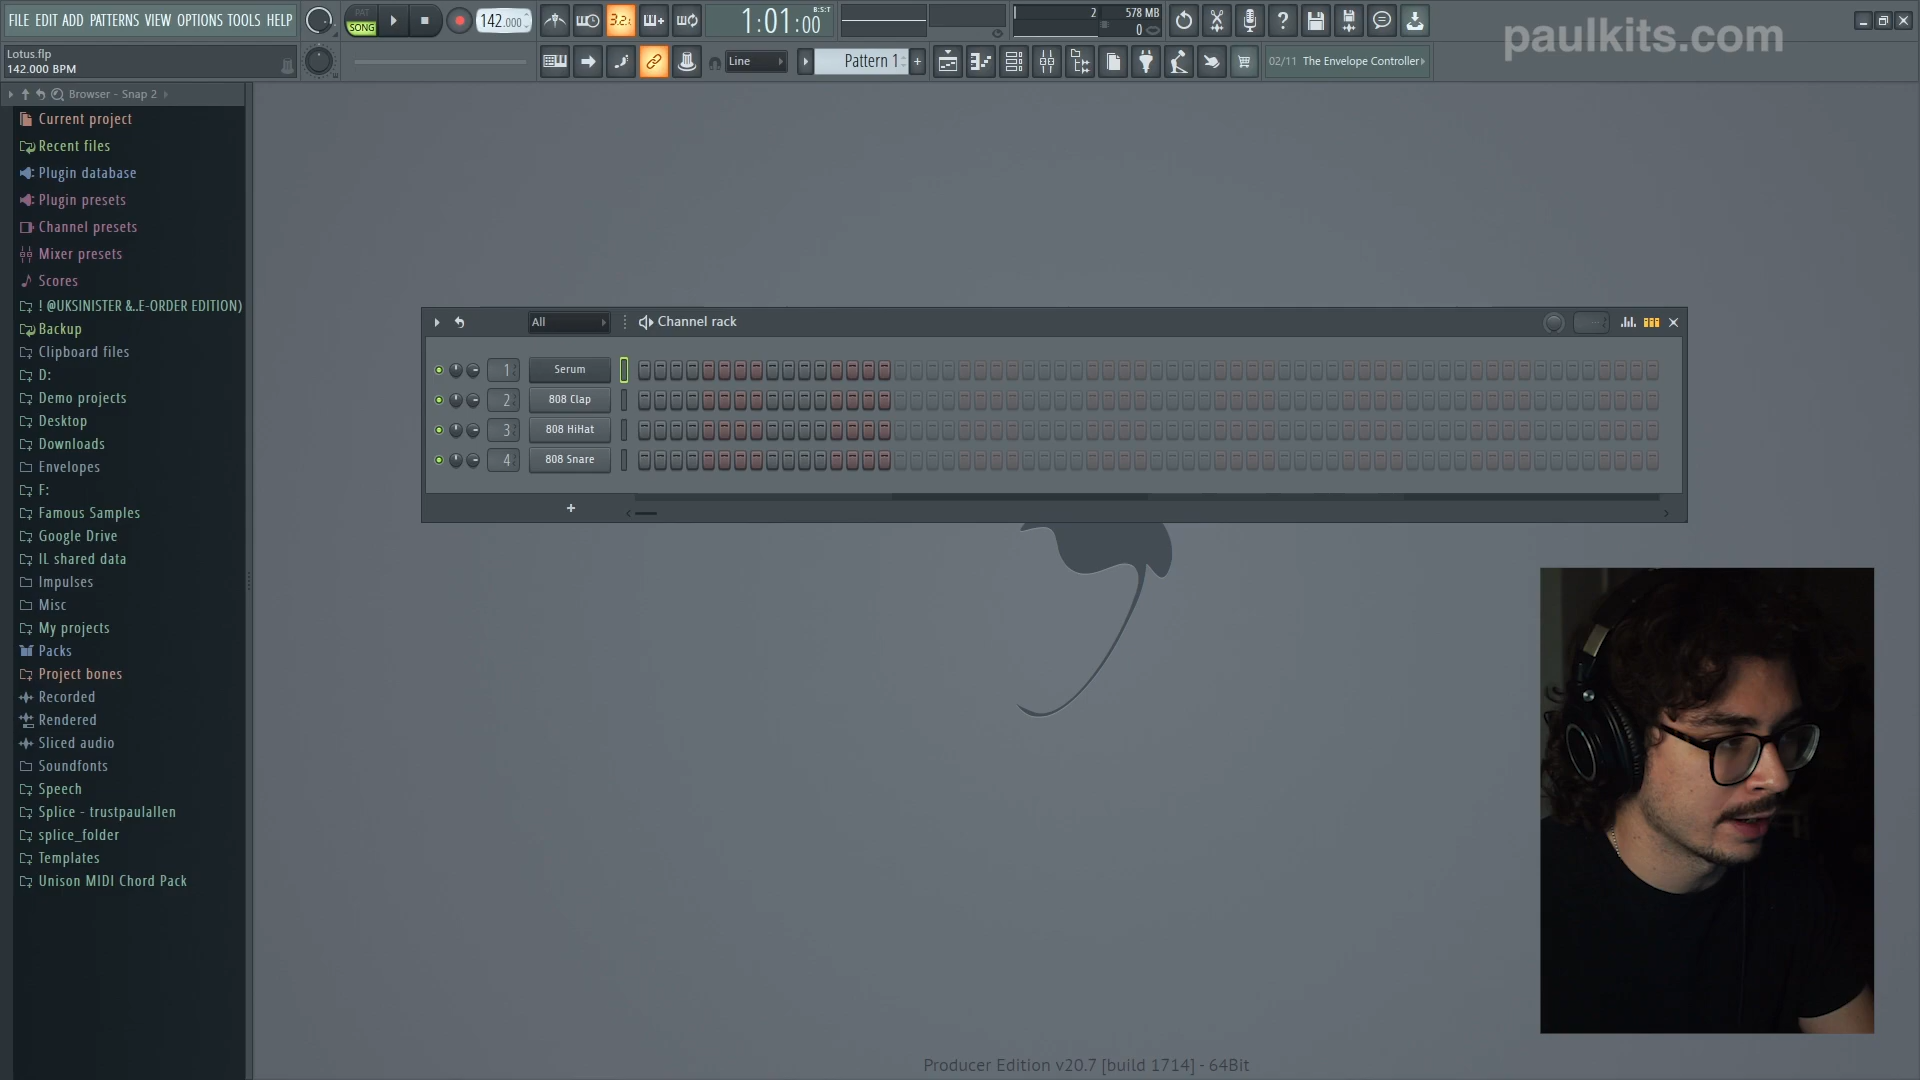 FILE EDIT ADD PATTERNS VIEW OPTIONS TOOLS HELP
PAT
SONG
142.000
3.2.
1:01:00
B:S:T
2
578 MB
0
paulkits.com
Lotus.flp
142.000 BPM
Line
Pattern 1
02/11 The Envelope Controller
Browser - Snap 2
Current project
Recent files
Plugin database
Plugin presets
Channel presets
Mixer presets
Scores
! @UKSINISTER &..E-ORDER EDITION)
Backup
Clipboard files
D:
Demo projects
Desktop
Downloads
Envelopes
F:
Famous Samples
Google Drive
IL shared data
Impulses
Misc
My projects
Packs
Project bones
Recorded
Rendered
Sliced audio
Soundfonts
Speech
Splice - trustpaulallen
splice_folder
Templates
Unison MIDI Chord Pack
All
Channel rack
1 Serum
2 808 Clap
3 808 HiHat
4 808 Snare
Producer Edition v20.7 [build 1714] - 64Bit